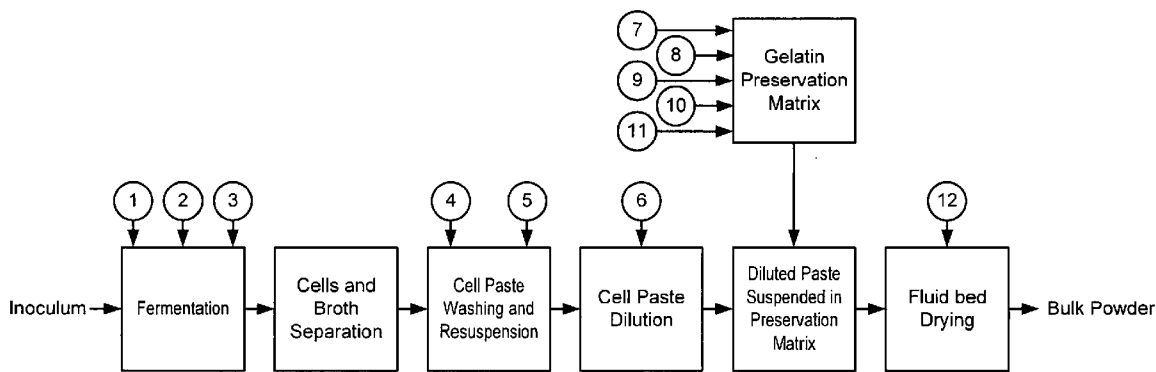 7
8
9
10
11
Gelatin
Preservation
Matrix
1
2
3
4
5
6
12
Inoculum
Fermentation
Cells and
Broth
Separation
Cell Paste
Washing and
Resuspension
Cell Paste
Dilution
Diluted Paste
Suspended in
Preservation
Matrix
Fluid bed
Drying
Bulk Powder